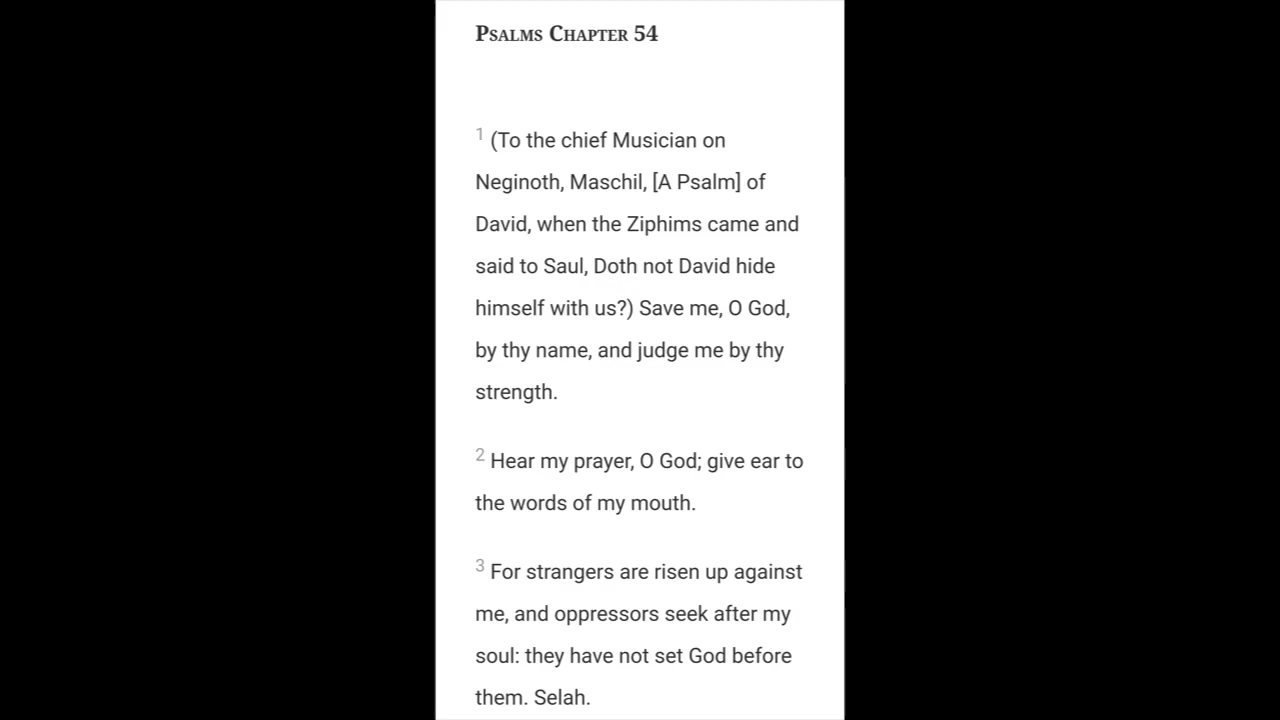 Psalms Chapter 54
1 (To the chief Musician on
Neginoth, Maschil, [A Psalm] of
David, when the Ziphims came and
said to Saul, Doth not David hide
himself with us?) Save me, O God,
by thy name, and judge me by thy
strength.
2 Hear my prayer, O God; give ear to
the words of my mouth.
3 For strangers are risen up against
me, and oppressors seek after my
soul: they have not set God before
them. Selah.